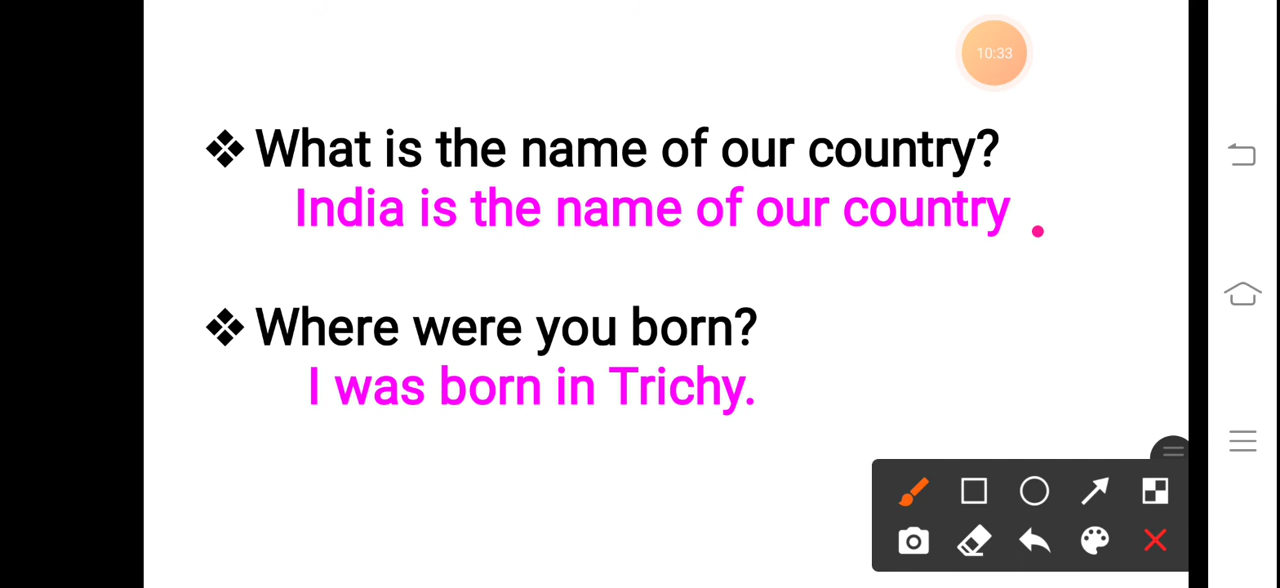 10:33
❖ What is the name of our country?
India is the name of our country .
❖ Where were you born?
I was born in Trichy.